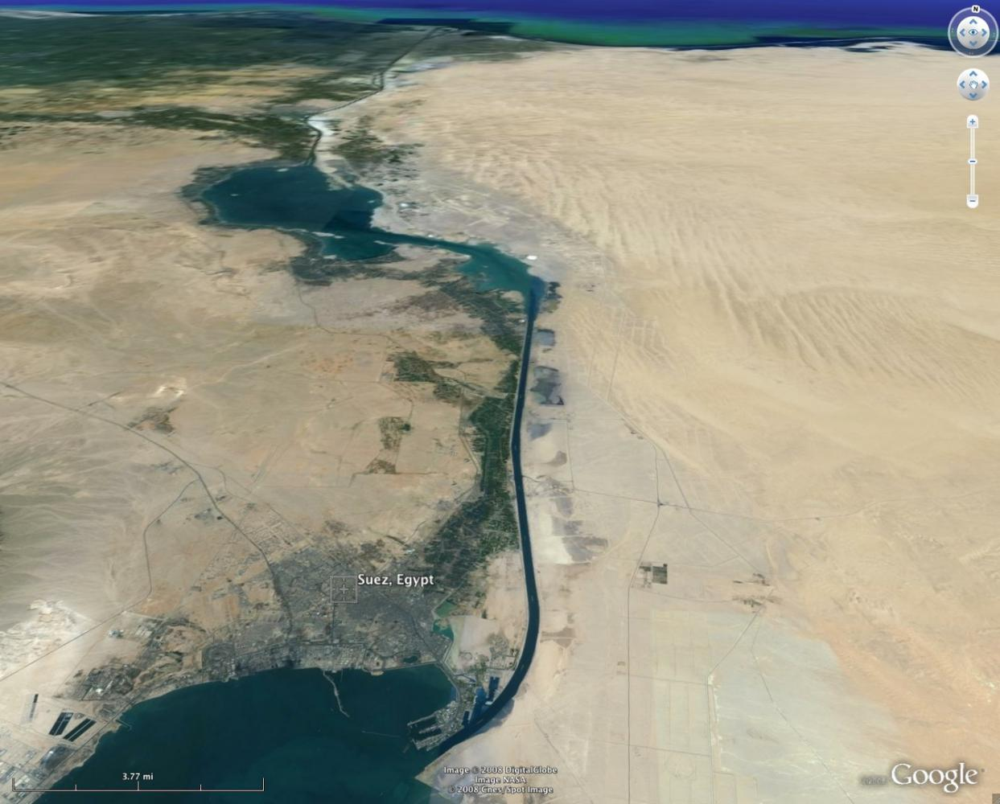 N
Suez, Egypt
3.77 mi
Image © 2008 DigitalGlobe
Image NASA
© 2008 Cnes/Spot Image
Google